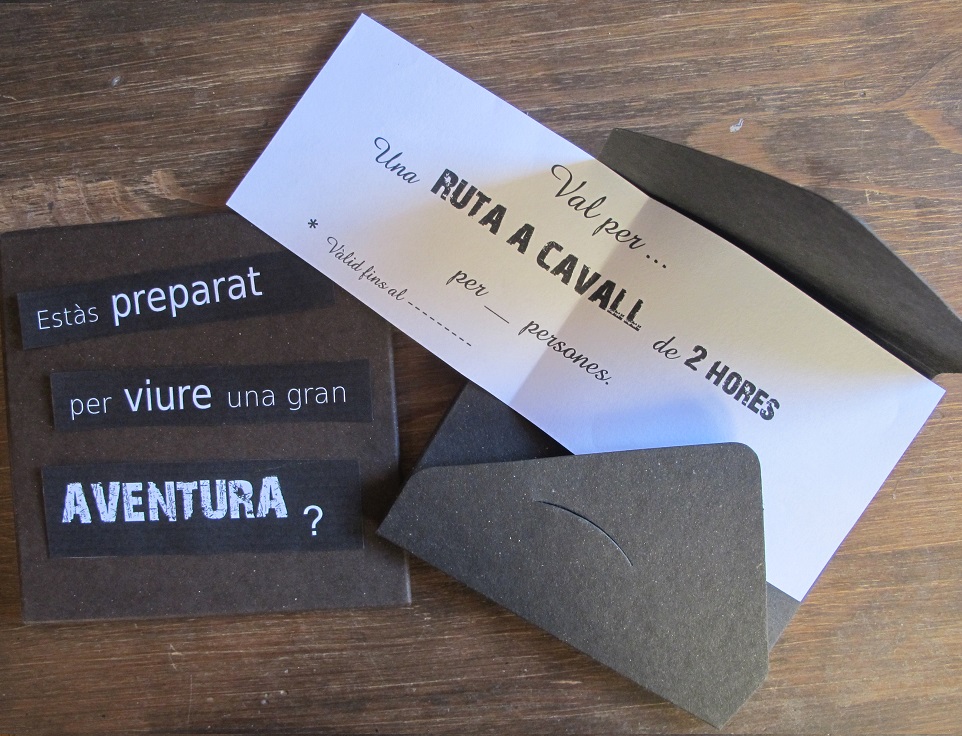 Estàs preparat
per viure una gran
AVENTURA ?
Val per ...
Una RUTA A CAVALL de 2 HORES
per __ persones.
* Vàlid fins al --------